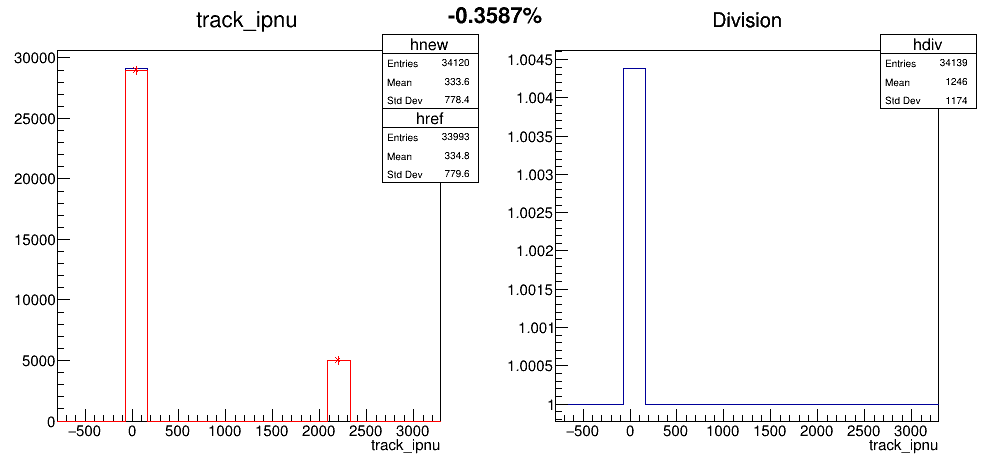 -0.3587%
track_ipnu
hnew
Entries 34120
Mean 333.6
Std Dev 778.4
href
Entries 33993
Mean 334.8
Std Dev 779.6
30000
25000
20000
15000
10000
5000
0
−500 0 500 1000 1500 2000 2500 3000
track_ipnu
Division
hdiv
Entries 34139
Mean 1246
Std Dev 1174
1.0045
1.004
1.0035
1.003
1.0025
1.002
1.0015
1.001
1.0005
1
−500 0 500 1000 1500 2000 2500 3000
track_ipnu